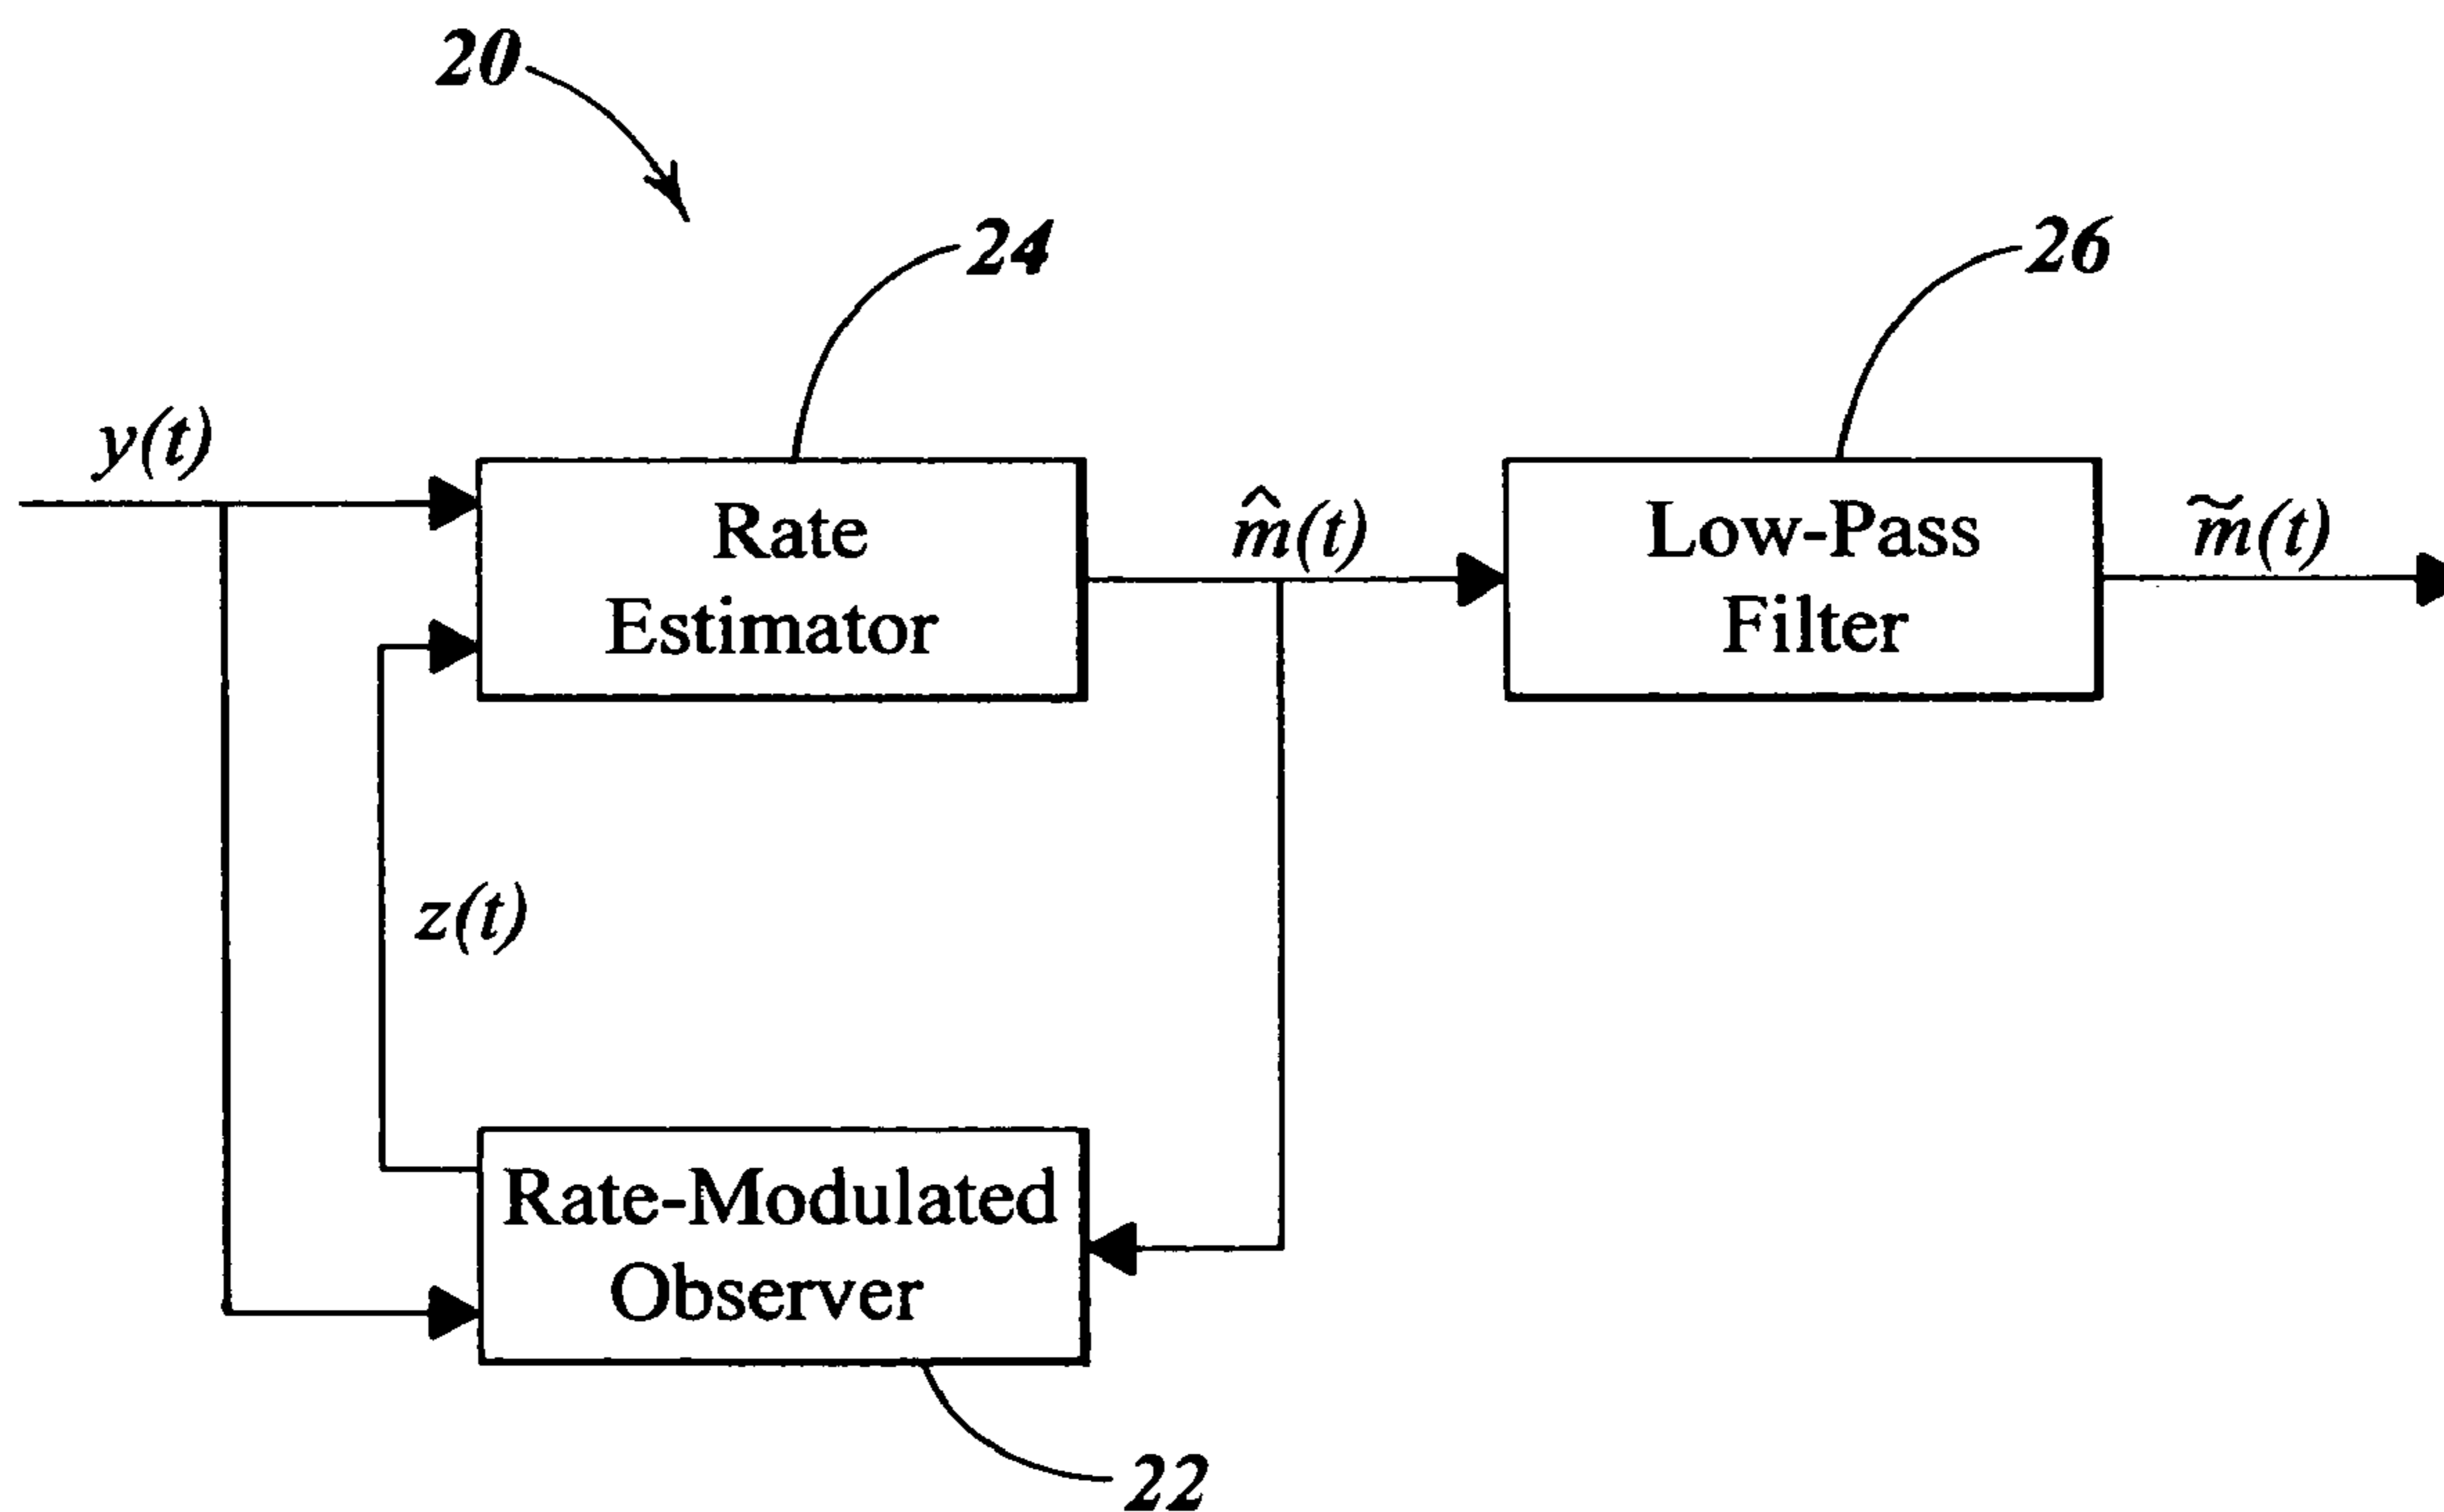 20
24
26
y(t)
Rate
Estimator
m̂(t)
Low-Pass
Filter
m̃(t)
z(t)
Rate-Modulated
Observer
22